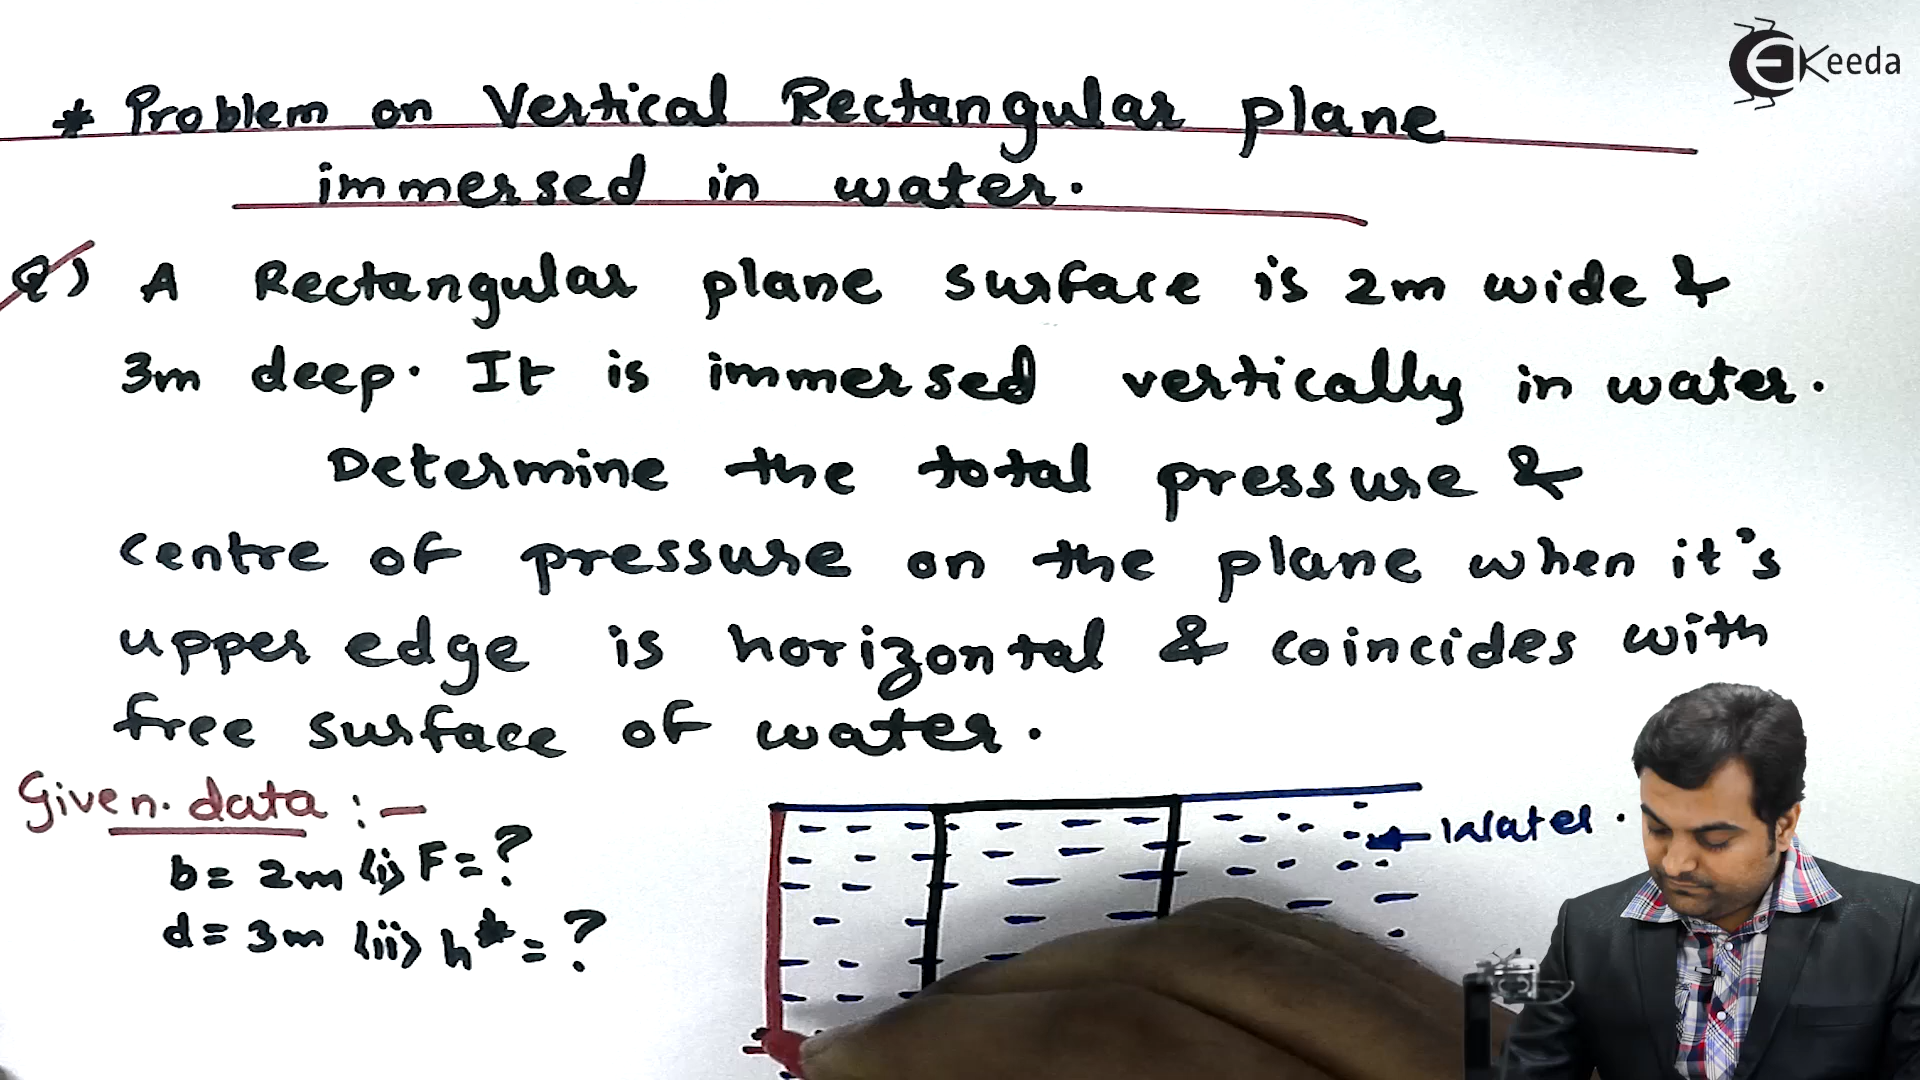 EKeeda
* Problem on Vertical Rectangular plane
immersed in water.
Q) A Rectangular plane surface is 2m wide &
3m deep. It is immersed vertically in water.
Determine the total pressure &
centre of pressure on the plane when it's
upper edge is horizontal & coincides with
free surface of water.
Given. data :-
b= 2m (i) F= ?
d= 3m (ii) h* = ?
Water.